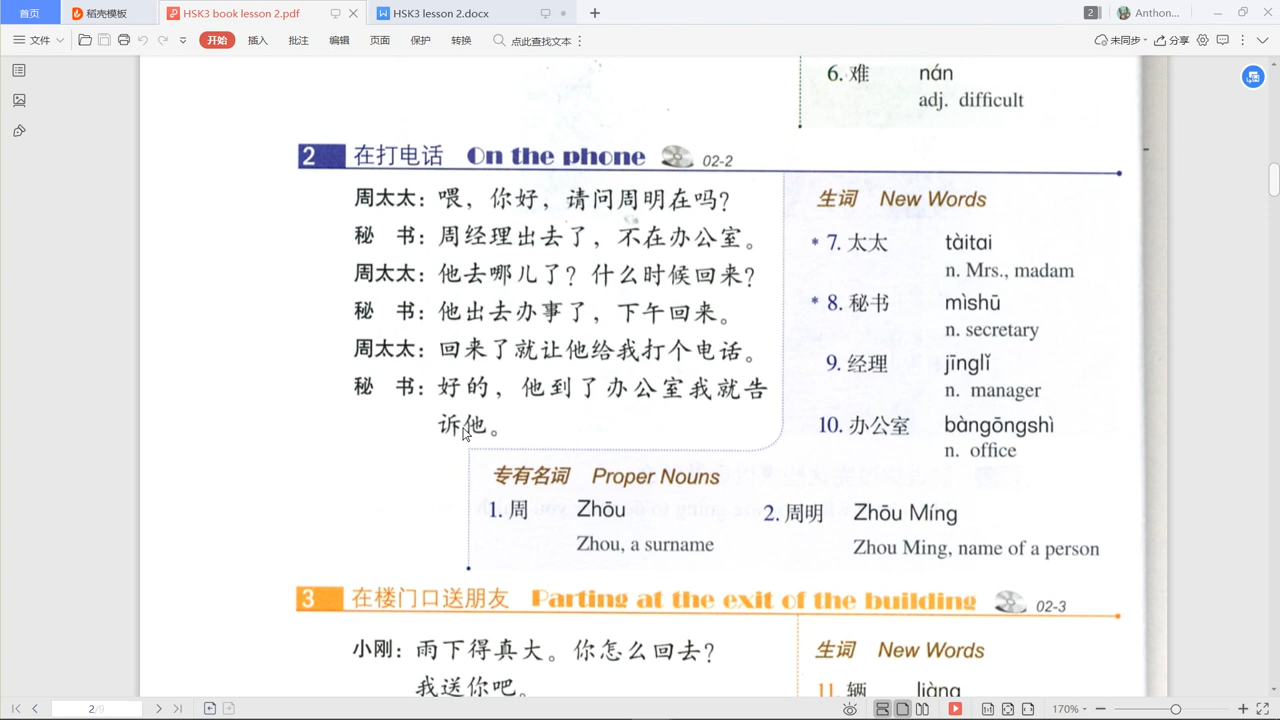 首页
稻壳模板
HSK3 book lesson 2.pdf
HSK3 lesson 2.docx
2
Anthon...
文件
开始
插入
批注
编辑
页面
保护
转换
点此查找文本
未同步
分享
6. 难 nán
adj. difficult
2 在打电话 On the phone 02-2
周太太：喂，你好，请问周明在吗？
秘 书：周经理出去了，不在办公室。
周太太：他去哪儿了？什么时候回来？
秘 书：他出去办事了，下午回来。
周太太：回来了就让他给我打个电话。
秘 书：好的，他到了办公室我就告
诉他。
生词 New Words
* 7. 太太 tàitai
n. Mrs., madam
* 8. 秘书 mìshū
n. secretary
9. 经理 jīnglǐ
n. manager
10. 办公室 bàngōngshì
n. office
专有名词 Proper Nouns
1. 周 Zhōu
Zhou, a surname
2. 周明 Zhōu Míng
Zhou Ming, name of a person
3 在楼门口送朋友 Parting at the exit of the building 02-3
小刚：雨下得真大。你怎么回去？
我送你吧。
生词 New Words
11. 辆 liàng
2/9
170%